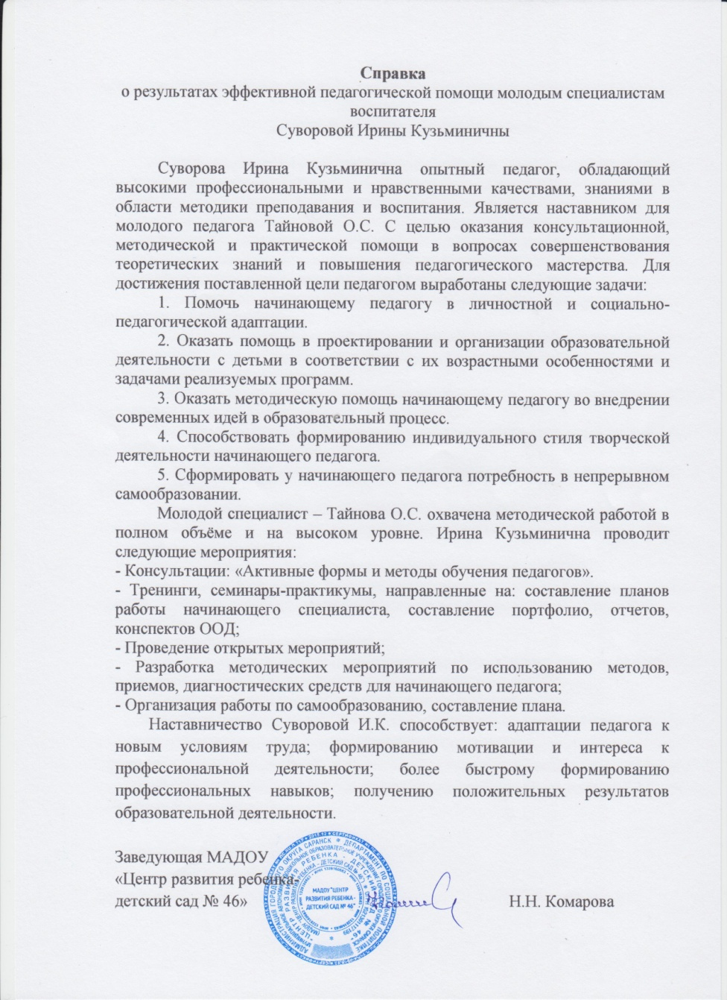 Справка
о результатах эффективной педагогической помощи молодым специалистам
воспитателя
Суворовой Ирины Кузьминичны
Суворова Ирина Кузьминична опытный педагог, обладающий
высокими профессиональными и нравственными качествами, знаниями в
области методики преподавания и воспитания. Является наставником для
молодого педагога Тайновой О.С. С целью оказания консультационной,
методической и практической помощи в вопросах совершенствования
теоретических знаний и повышения педагогического мастерства. Для
достижения поставленной цели педагогом выработаны следующие задачи:
1. Помочь начинающему педагогу в личностной и социально-
педагогической адаптации.
2. Оказать помощь в проектировании и организации образовательной
деятельности с детьми в соответствии с их возрастными особенностями и
задачами реализуемых программ.
3. Оказать методическую помощь начинающему педагогу во внедрении
современных идей в образовательный процесс.
4. Способствовать формированию индивидуального стиля творческой
деятельности начинающего педагога.
5. Сформировать у начинающего педагога потребность в непрерывном
самообразовании.
Молодой специалист – Тайнова О.С. охвачена методической работой в
полном объёме и на высоком уровне. Ирина Кузьминична проводит
следующие мероприятия:
- Консультации: «Активные формы и методы обучения педагогов».
- Тренинги, семинары-практикумы, направленные на: составление планов
работы начинающего специалиста, составление портфолио, отчетов,
конспектов ООД;
- Проведение открытых мероприятий;
- Разработка методических мероприятий по использованию методов,
приемов, диагностических средств для начинающего педагога;
- Организация работы по самообразованию, составление плана.
Наставничество Суворовой И.К. способствует: адаптации педагога к
новым условиям труда; формированию мотивации и интереса к
профессиональной деятельности; более быстрому формированию
профессиональных навыков; получению положительных результатов
образовательной деятельности.
Заведующая МАДОУ
«Центр развития ребенка-
детский сад № 46» Н.Н. Комарова
МАДОУ "ЦЕНТР
РАЗВИТИЯ РЕБЕНКА -
ДЕТСКИЙ САД № 46"